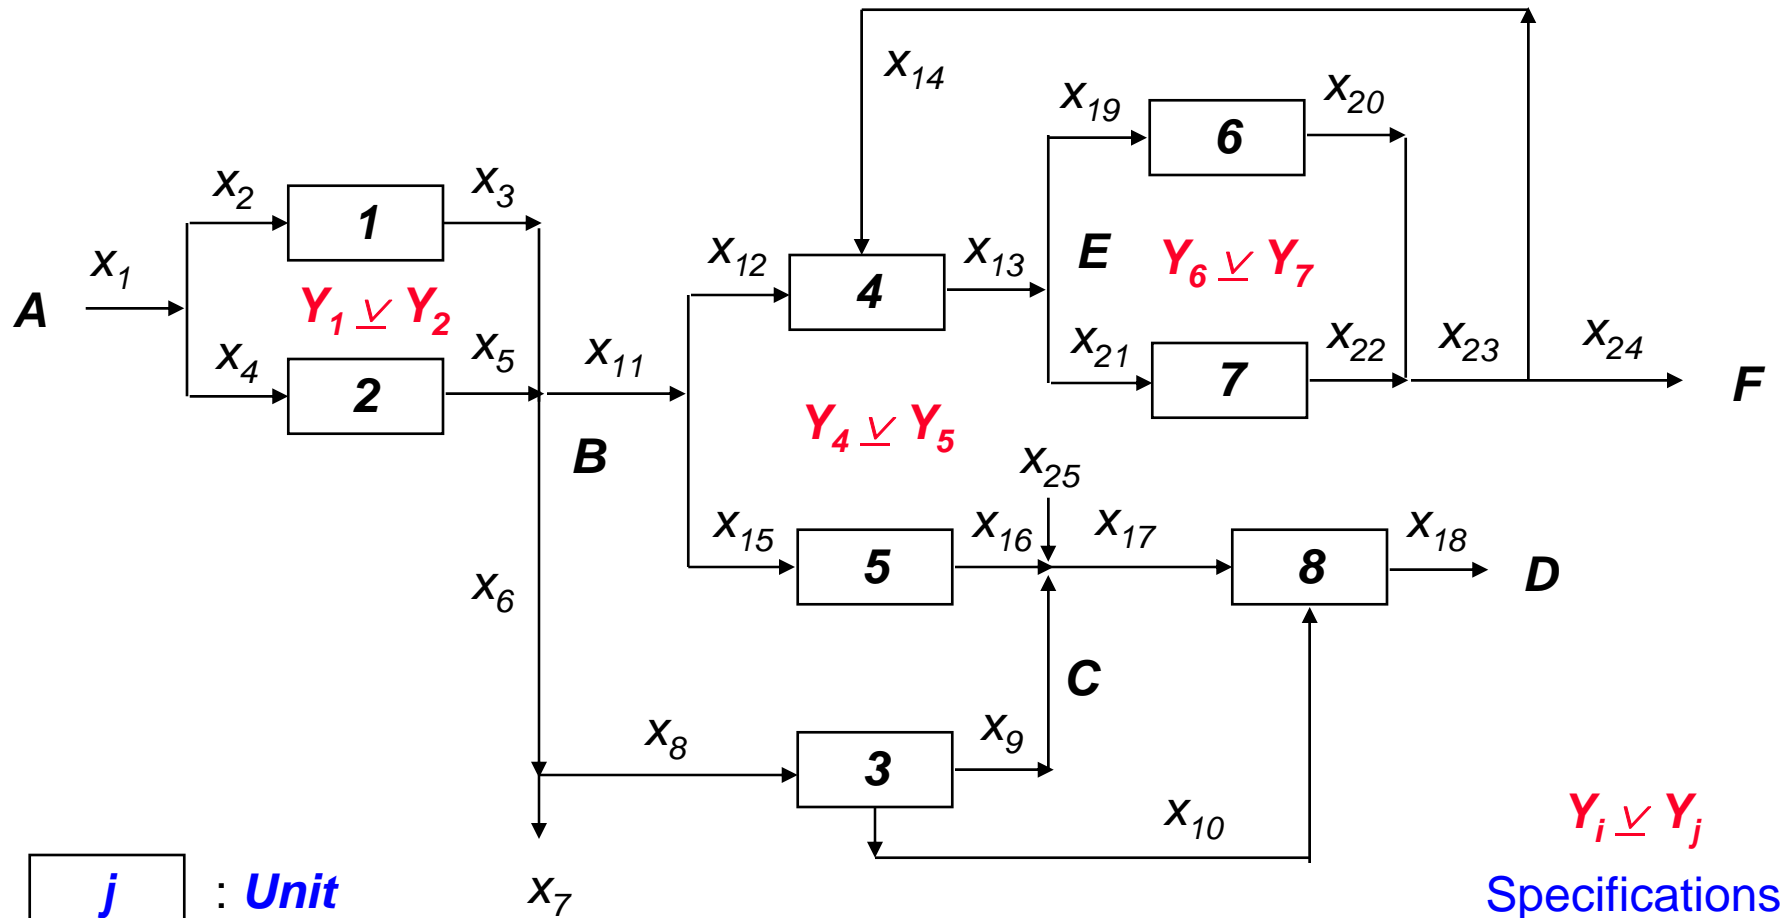 x14
x19
x20
6
x2
x3
1
x12
x13
E
Y6 ⊻ Y7
x1
4
A
Y1 ⊻ Y2
x4
x5
x11
x21
x22
x23
x24
2
7
F
Y4 ⊻ Y5
B
x25
x15
x16
x17
x18
5
8
D
x6
C
x8
x9
3
x10
Yi ⊻ Yj
j : Unit
x7
Specifications